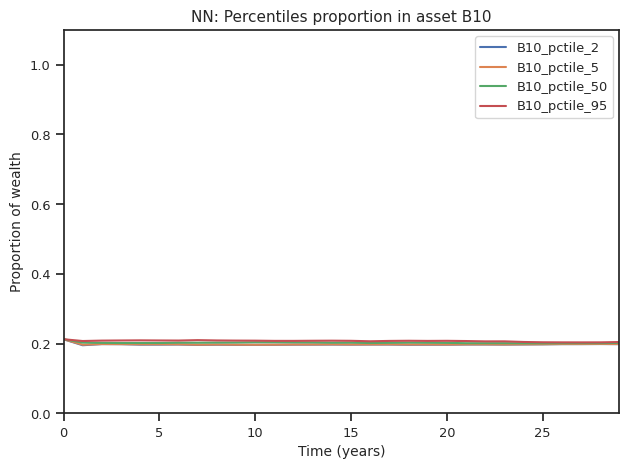 NN: Percentiles proportion in asset B10
B10_pctile_2
B10_pctile_5
B10_pctile_50
B10_pctile_95
Proportion of wealth
1.0
0.8
0.6
0.4
0.2
0.0
0
5
10
15
20
25
Time (years)